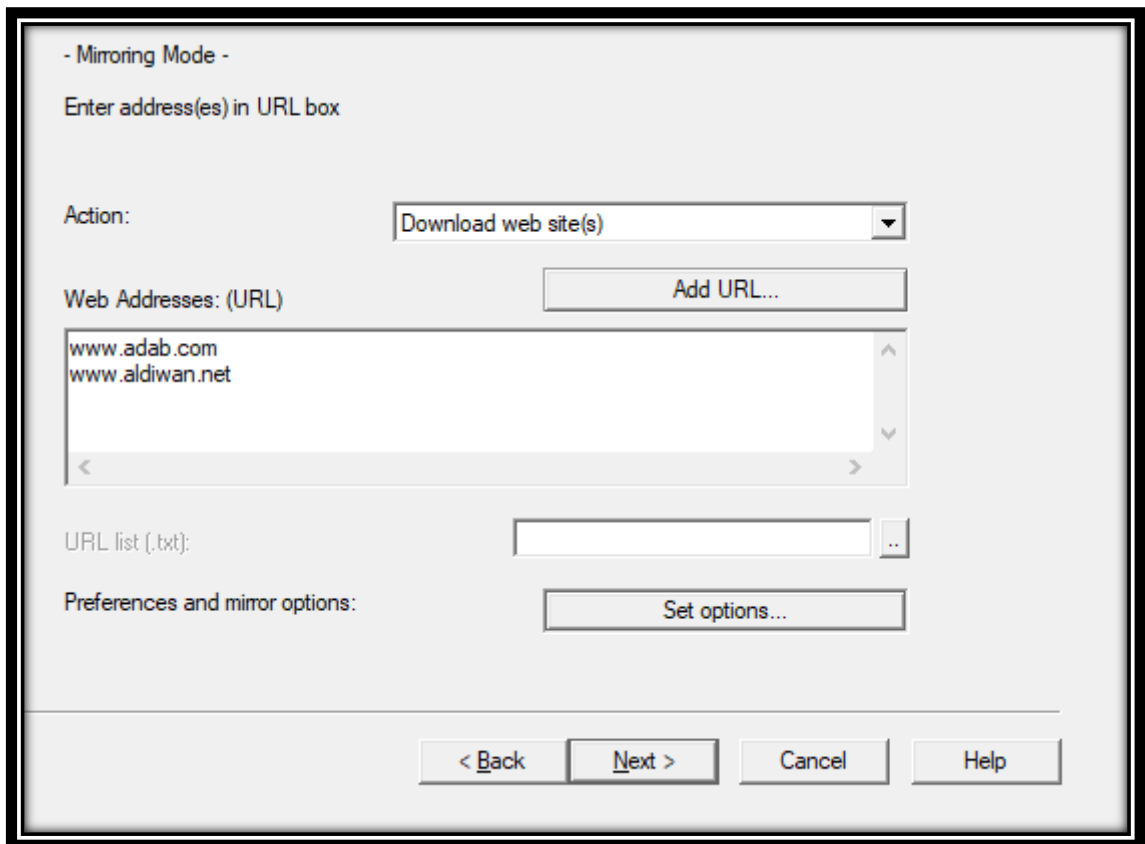 - Mirroring Mode -
Enter address(es) in URL box
Action:
Download web site(s)
Web Addresses: (URL)
Add URL...
www.adab.com
www.aldiwan.net
URL list (.txt):
..
Preferences and mirror options:
Set options...
< Back
Next >
Cancel
Help